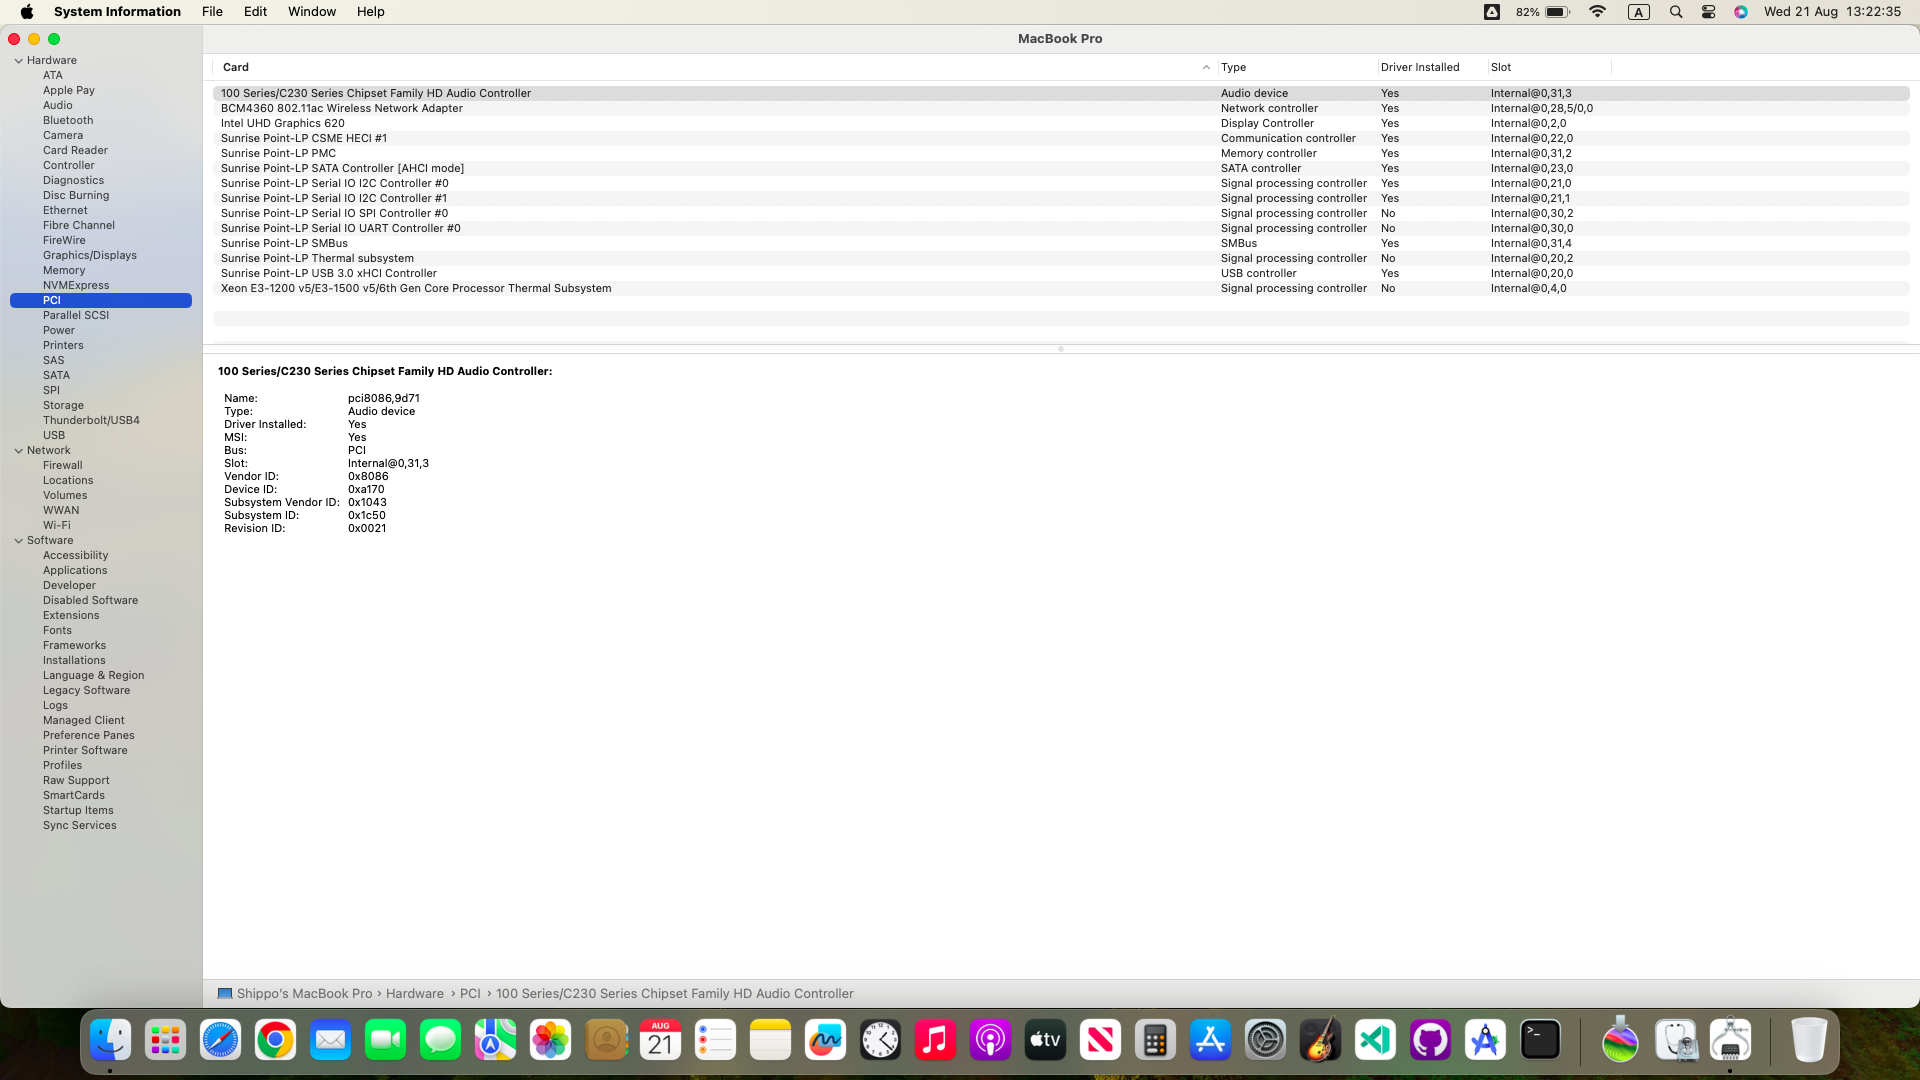 System Information File Edit Window Help 82% A Wed 21 Aug 13:22:35
MacBook Pro
Hardware
ATA
Apple Pay
Audio
Bluetooth
Camera
Card Reader
Controller
Diagnostics
Disc Burning
Ethernet
Fibre Channel
FireWire
Graphics/Displays
Memory
NVMExpress
PCI
Parallel SCSI
Power
Printers
SAS
SATA
SPI
Storage
Thunderbolt/USB4
USB
Network
Firewall
Locations
Volumes
WWAN
Wi-Fi
Software
Accessibility
Applications
Developer
Disabled Software
Extensions
Fonts
Frameworks
Installations
Language & Region
Legacy Software
Logs
Managed Client
Preference Panes
Printer Software
Profiles
Raw Support
SmartCards
Startup Items
Sync Services
Card Type Driver Installed Slot
100 Series/C230 Series Chipset Family HD Audio Controller Audio device Yes Internal@0,31,3
BCM4360 802.11ac Wireless Network Adapter Network controller Yes Internal@0,28,5/0,0
Intel UHD Graphics 620 Display Controller Yes Internal@0,2,0
Sunrise Point-LP CSME HECI #1 Communication controller Yes Internal@0,22,0
Sunrise Point-LP PMC Memory controller Yes Internal@0,31,2
Sunrise Point-LP SATA Controller [AHCI mode] SATA controller Yes Internal@0,23,0
Sunrise Point-LP Serial IO I2C Controller #0 Signal processing controller Yes Internal@0,21,0
Sunrise Point-LP Serial IO I2C Controller #1 Signal processing controller Yes Internal@0,21,1
Sunrise Point-LP Serial IO SPI Controller #0 Signal processing controller No Internal@0,30,2
Sunrise Point-LP Serial IO UART Controller #0 Signal processing controller No Internal@0,30,0
Sunrise Point-LP SMBus SMBus Yes Internal@0,31,4
Sunrise Point-LP Thermal subsystem Signal processing controller No Internal@0,20,2
Sunrise Point-LP USB 3.0 xHCI Controller USB controller Yes Internal@0,20,0
Xeon E3-1200 v5/E3-1500 v5/6th Gen Core Processor Thermal Subsystem Signal processing controller No Internal@0,4,0
100 Series/C230 Series Chipset Family HD Audio Controller:
Name: pci8086,9d71
Type: Audio device
Driver Installed: Yes
MSI: Yes
Bus: PCI
Slot: Internal@0,31,3
Vendor ID: 0x8086
Device ID: 0xa170
Subsystem Vendor ID: 0x1043
Subsystem ID: 0x1c50
Revision ID: 0x0021
Shippo's MacBook Pro › Hardware › PCI › 100 Series/C230 Series Chipset Family HD Audio Controller
AUG
21
tv
>_